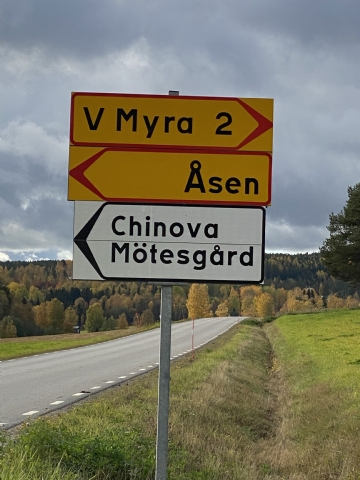 V Myra 2
Åsen
Chinova
Mötesgård